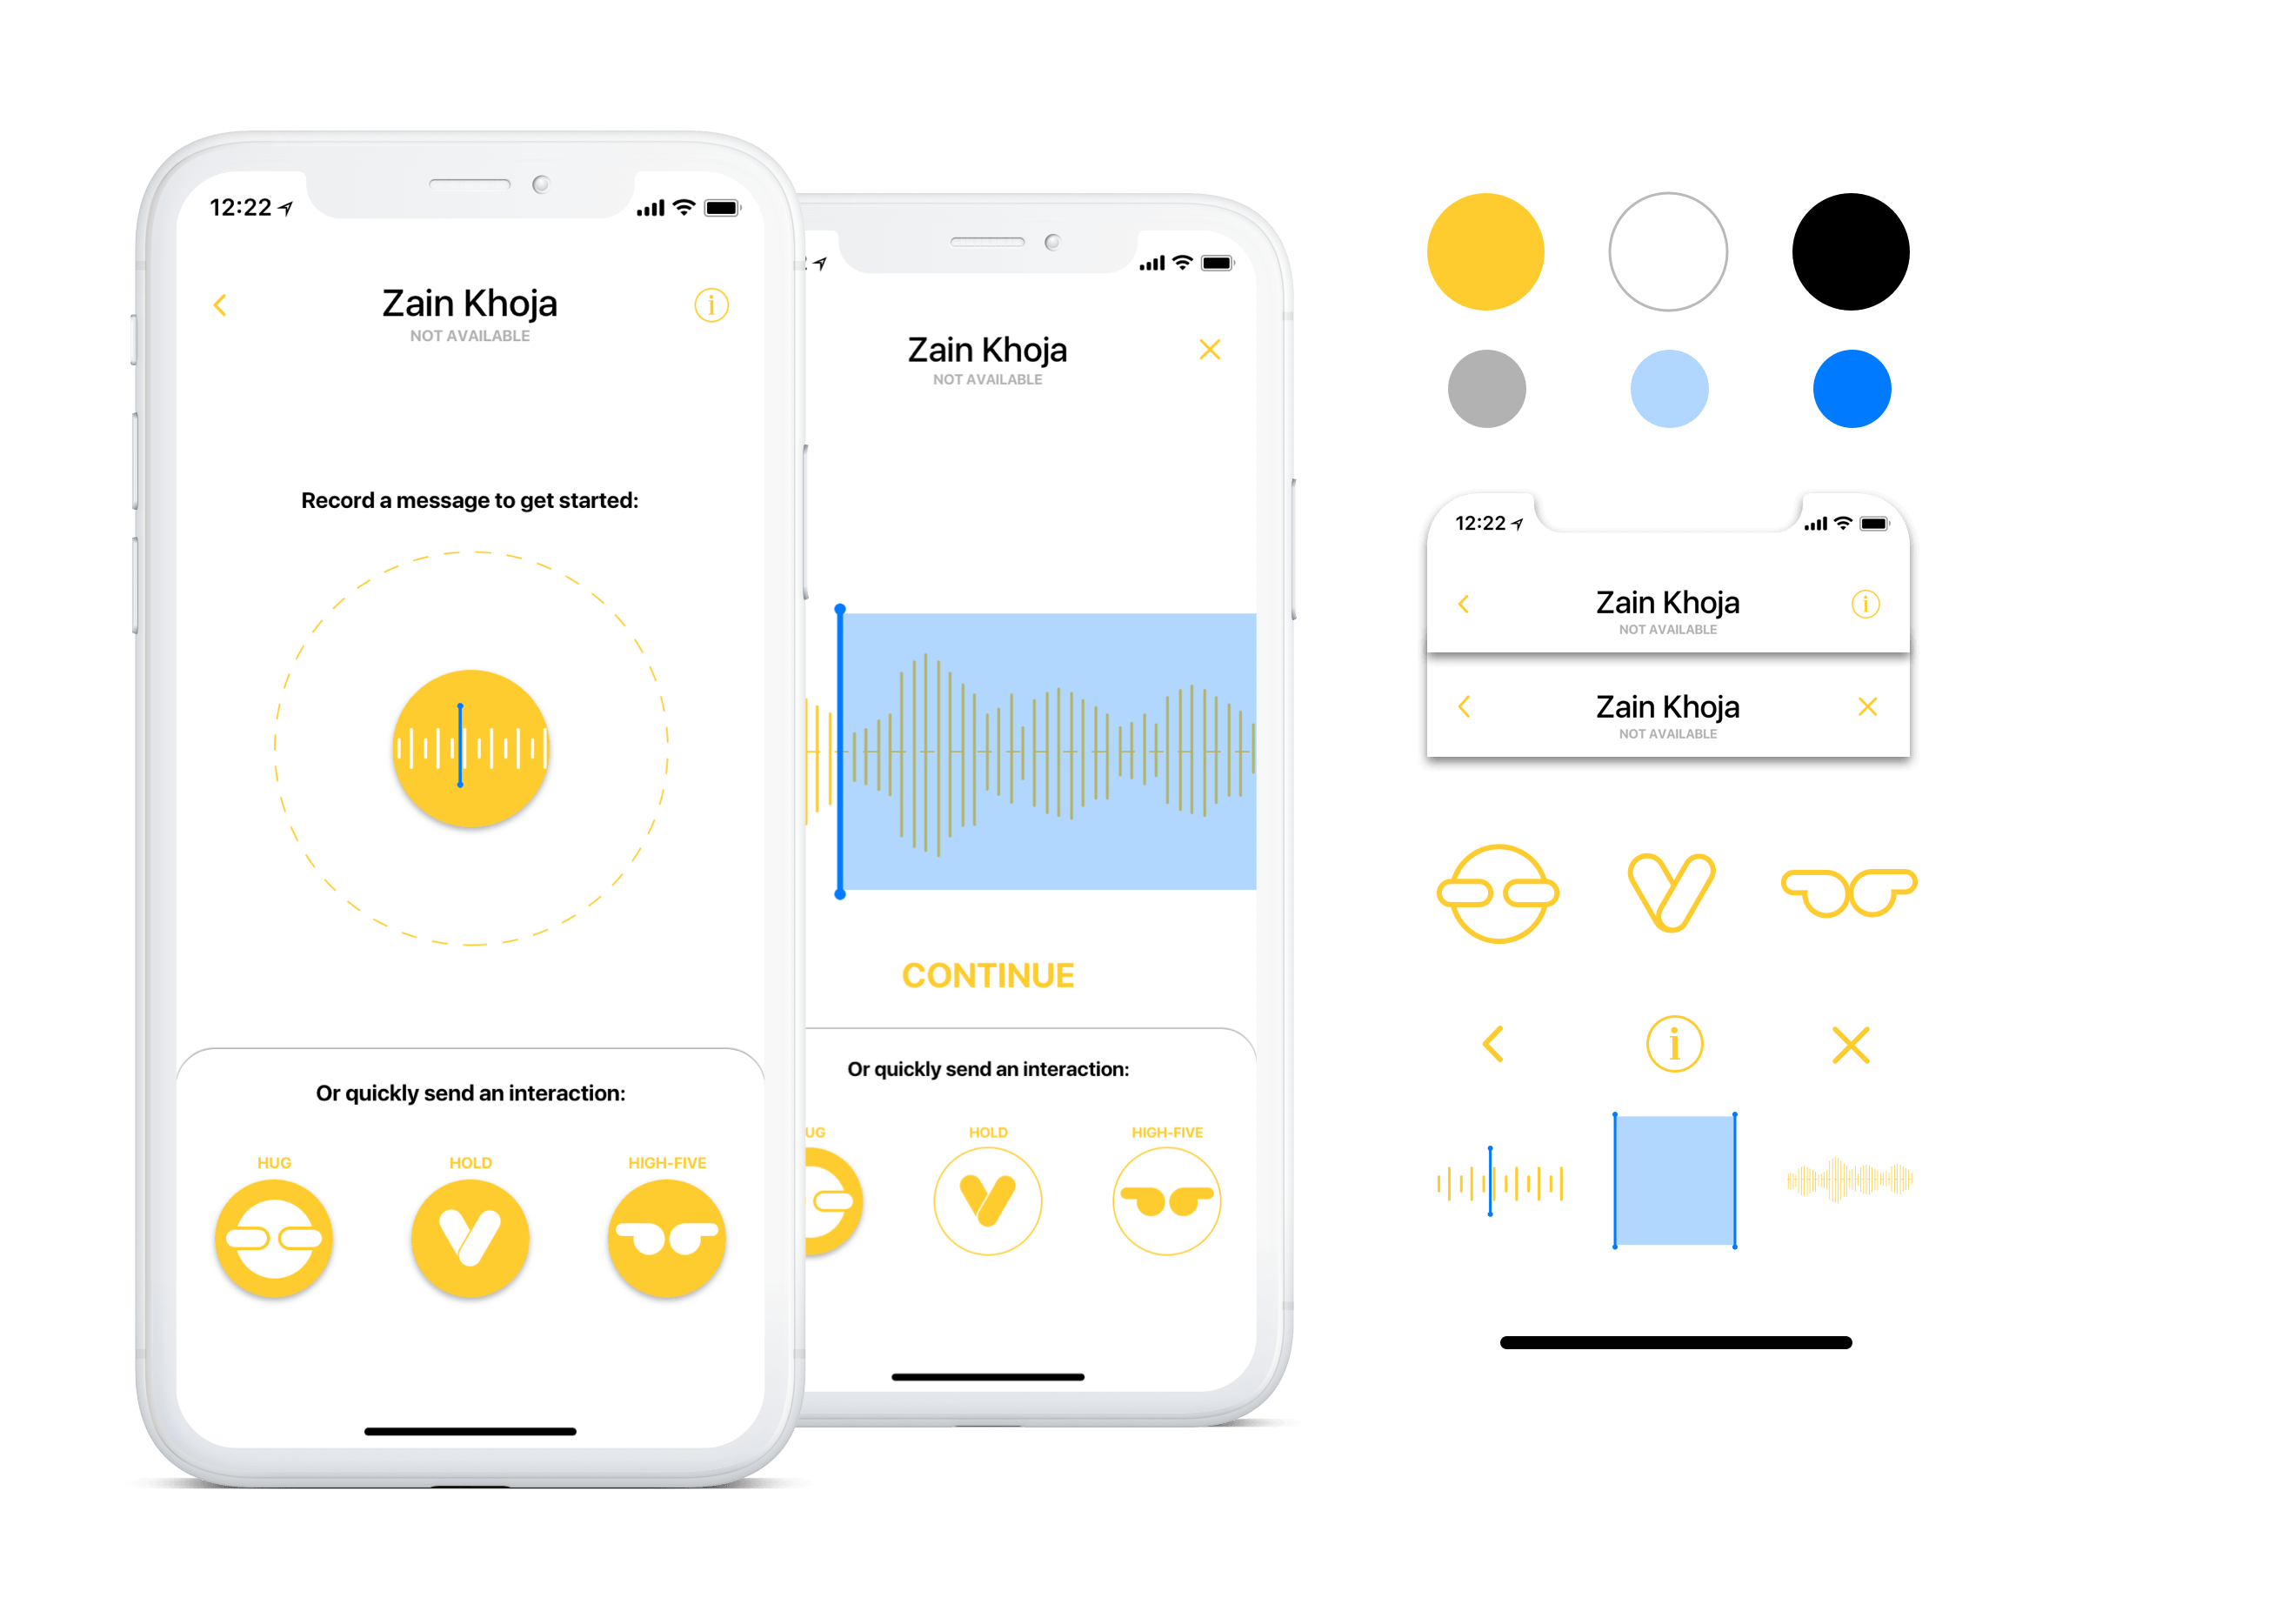 12:22
Zain Khoja
NOT AVAILABLE
Record a message to get started:
Or quickly send an interaction:
HUG HOLD HIGH-FIVE
Zain Khoja
NOT AVAILABLE
CONTINUE
Or quickly send an interaction:
UG HOLD HIGH-FIVE
12:22
Zain Khoja
NOT AVAILABLE
Zain Khoja
NOT AVAILABLE